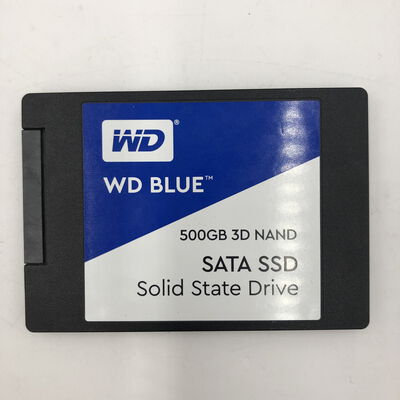 WD®
WD BLUE™
500GB 3D NAND
SATA SSD
Solid State Drive